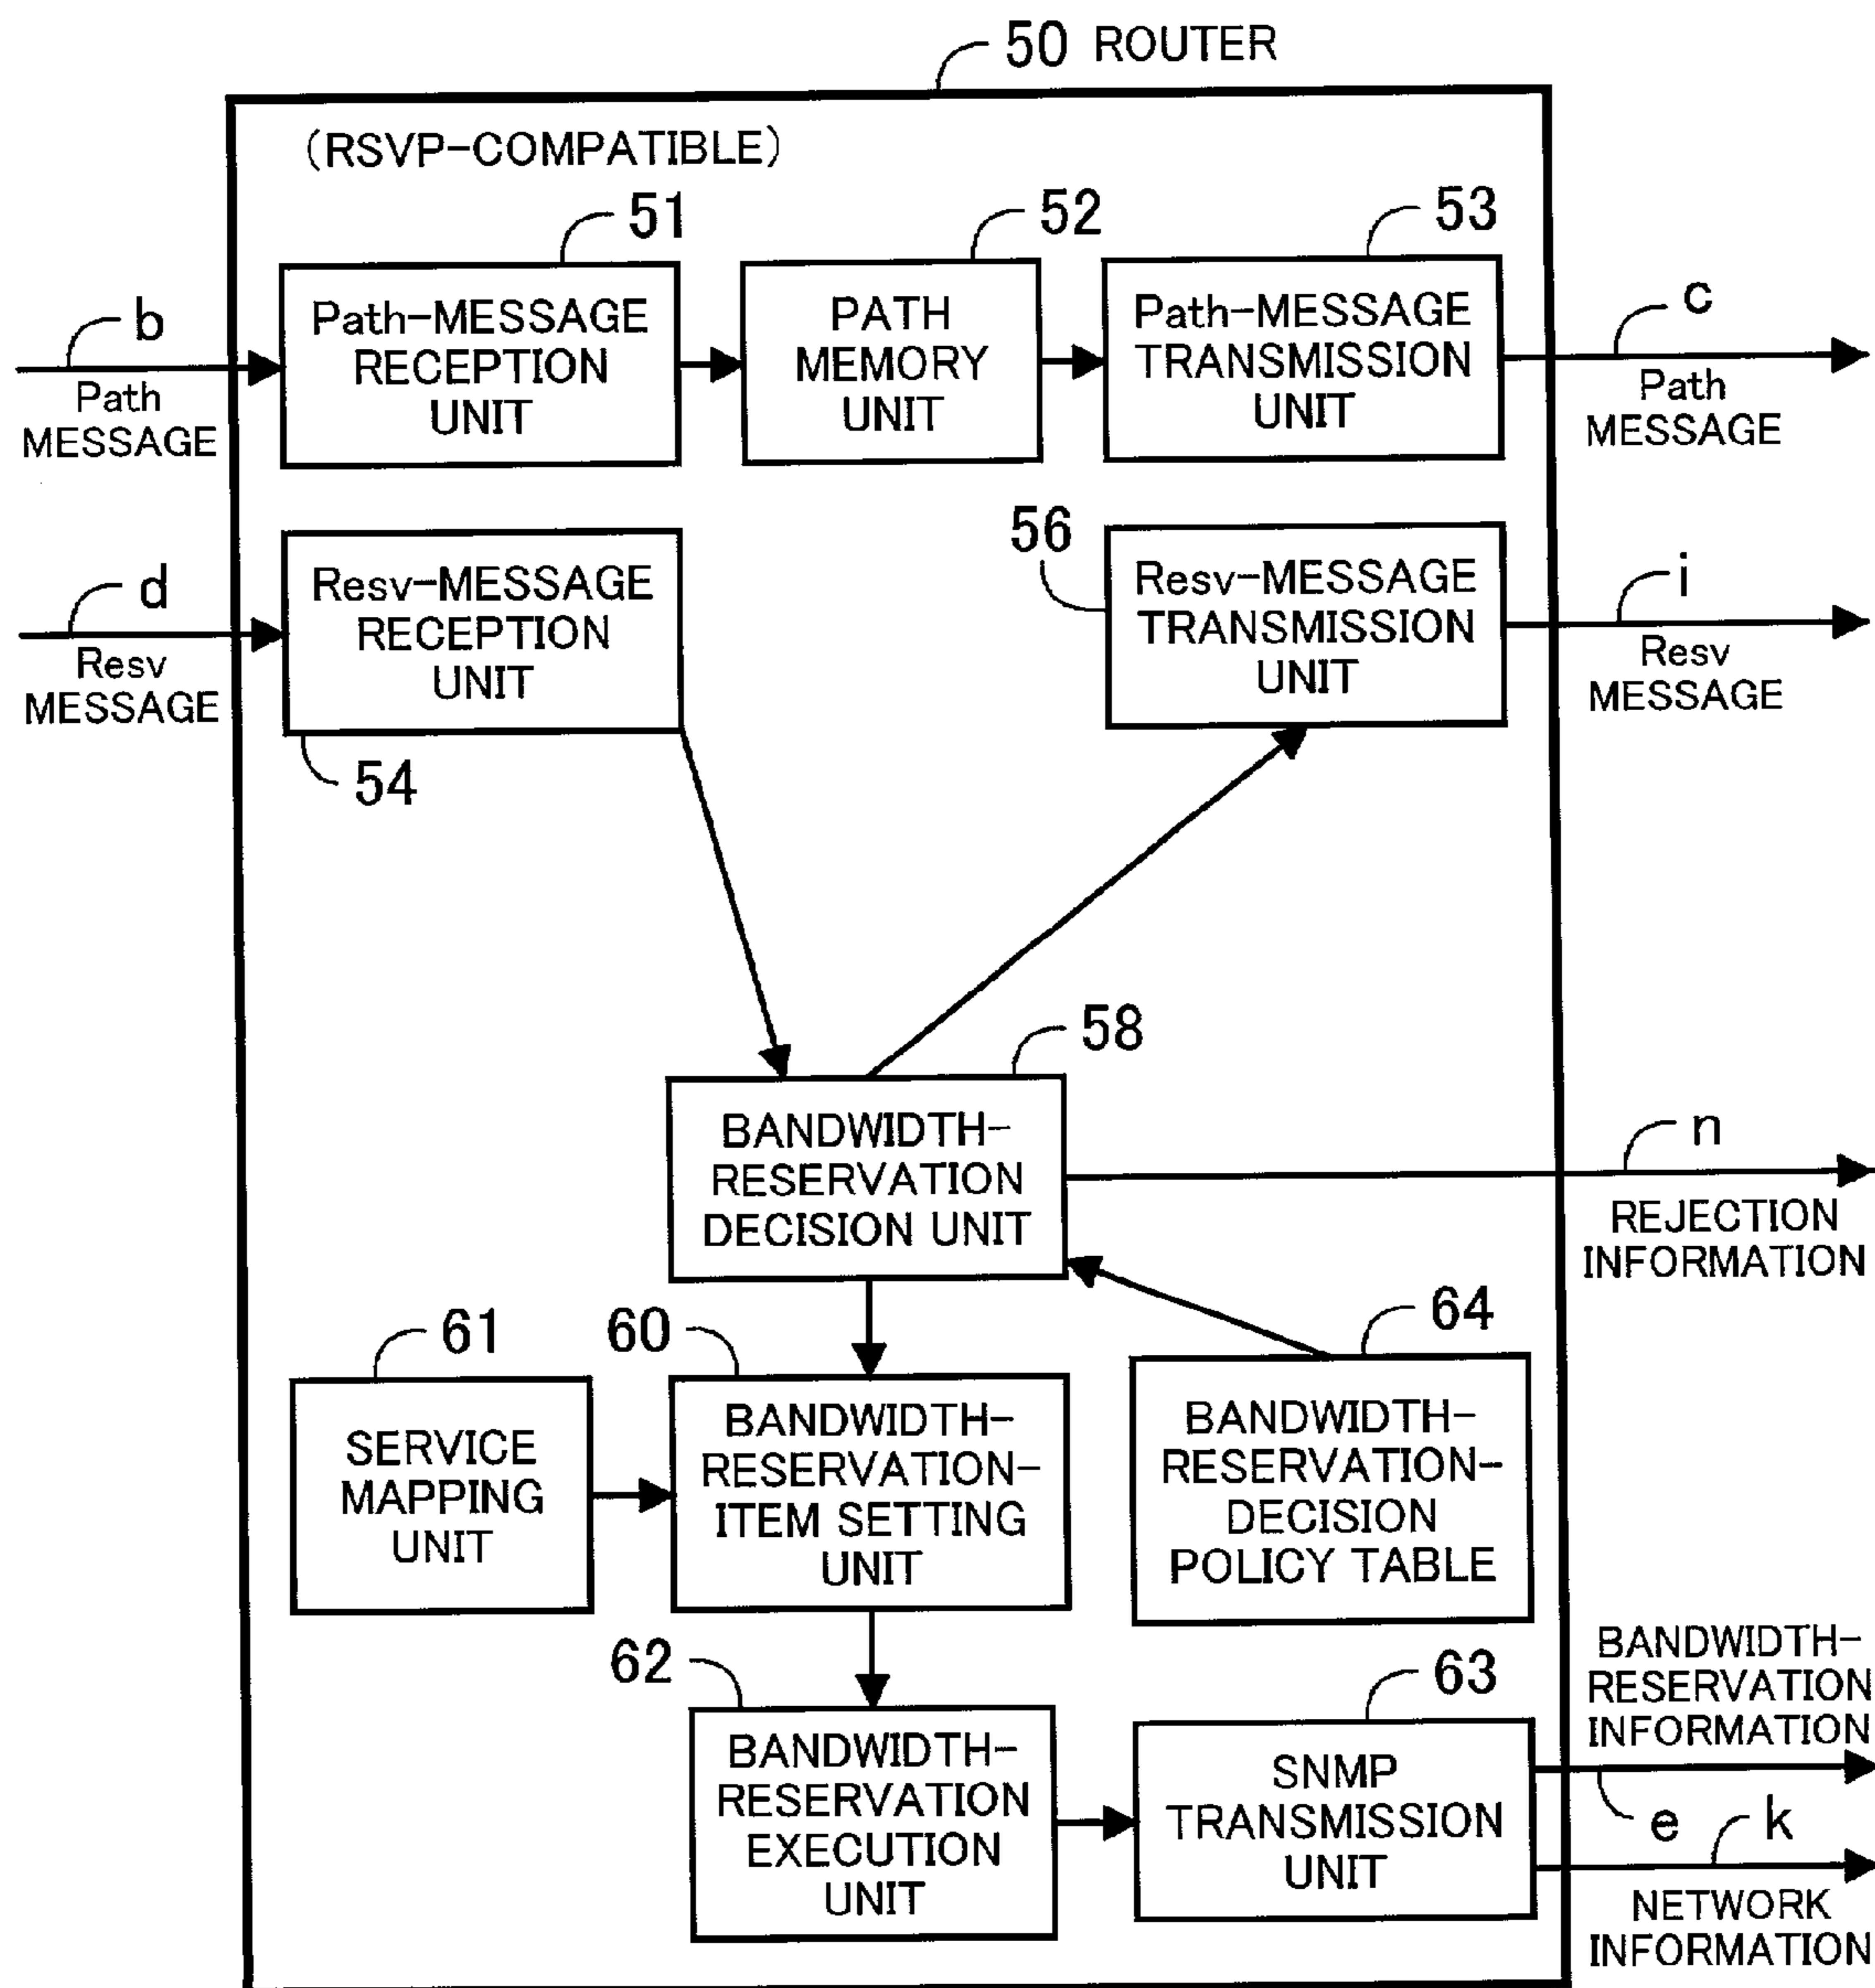 50 ROUTER
(RSVP-COMPATIBLE)
51
52
53
b
Path
MESSAGE
Path-MESSAGE
RECEPTION
UNIT
PATH
MEMORY
UNIT
Path-MESSAGE
TRANSMISSION
UNIT
c
Path
MESSAGE
d
Resv
MESSAGE
Resv-MESSAGE
RECEPTION
UNIT
54
56
Resv-MESSAGE
TRANSMISSION
UNIT
i
Resv
MESSAGE
58
BANDWIDTH-
RESERVATION
DECISION UNIT
n
REJECTION
INFORMATION
61
SERVICE
MAPPING
UNIT
60
BANDWIDTH-
RESERVATION-
ITEM SETTING
UNIT
64
BANDWIDTH-
RESERVATION-
DECISION
POLICY TABLE
62
BANDWIDTH-
RESERVATION
EXECUTION
UNIT
63
SNMP
TRANSMISSION
UNIT
BANDWIDTH-
RESERVATION
INFORMATION
e
k
NETWORK
INFORMATION